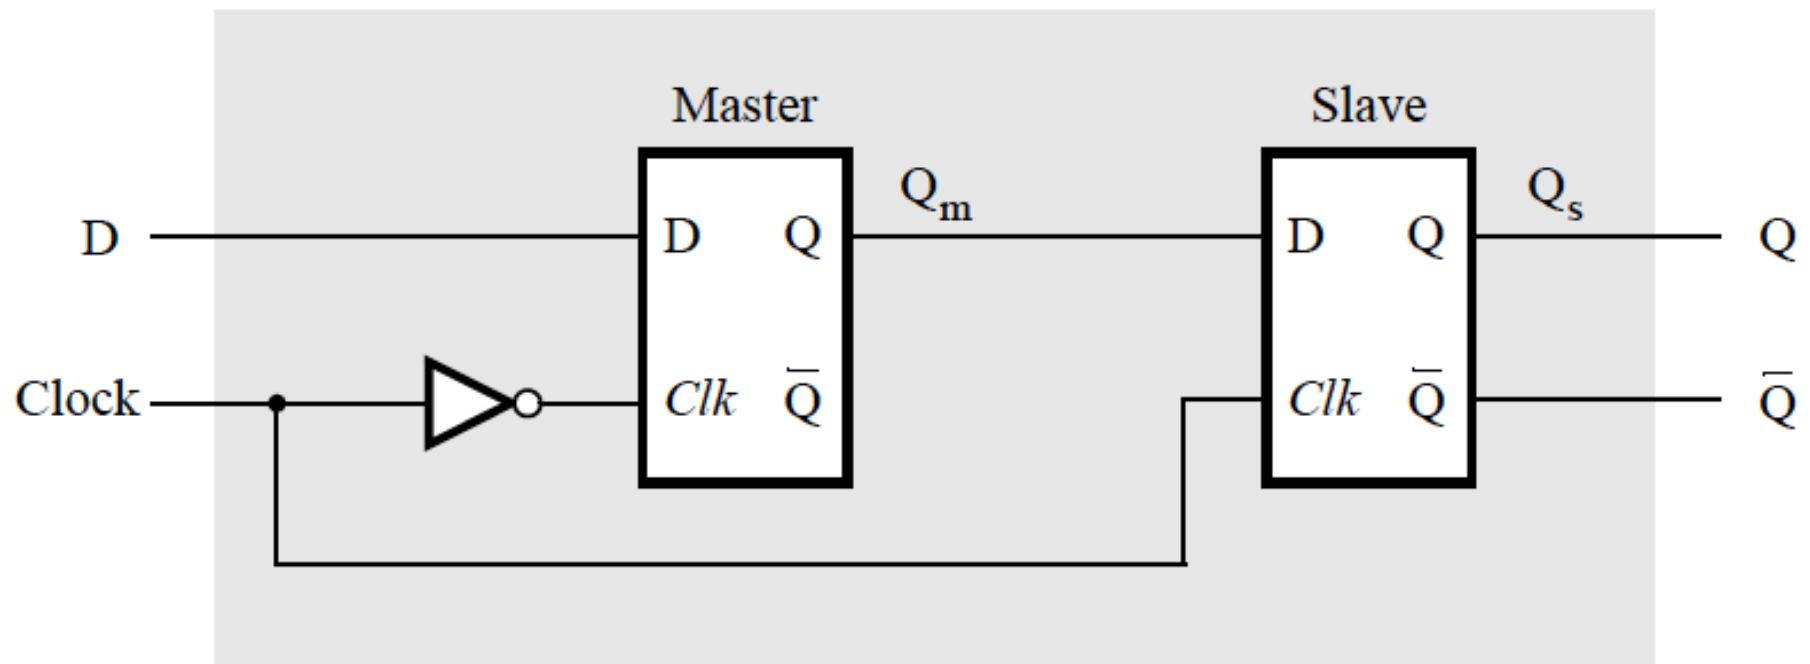 Master Slave
Qm Qs
D D Q D Q Q
Clock Clk Q̅ Clk Q̅ Q̅